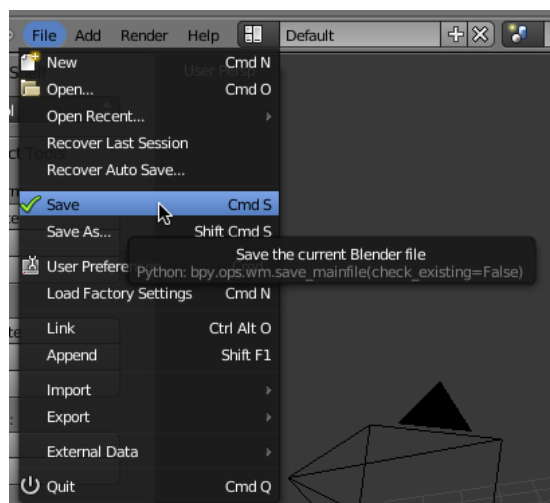 File Add Render Help Default
User Persp
New Cmd N
Open... Cmd O
Open Recent...
Recover Last Session
Recover Auto Save...
Save Cmd S
Save As... Shift Cmd S
Save the current Blender file
Python: bpy.ops.wm.save_mainfile(check_existing=False)
User Prefere
Load Factory Settings Cmd N
Link Ctrl Alt O
Append Shift F1
Import
Export
External Data
Quit Cmd Q